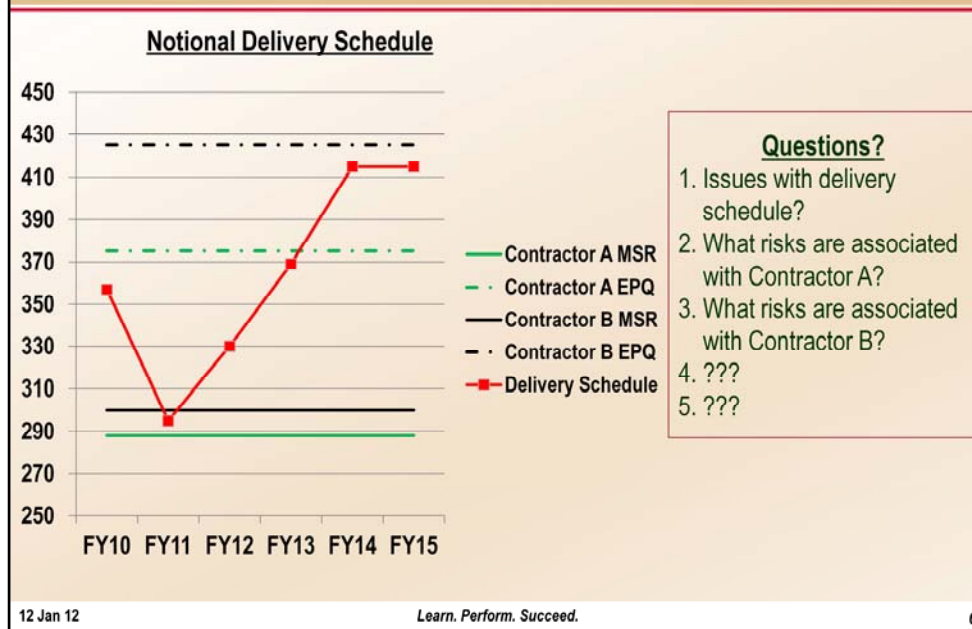 Notional Delivery Schedule
450
430
410
390
370
350
330
310
290
270
250
FY10 FY11 FY12 FY13 FY14 FY15
Contractor A MSR
Contractor A EPQ
Contractor B MSR
Contractor B EPQ
Delivery Schedule
Questions?
1. Issues with delivery
schedule?
2. What risks are associated
with Contractor A?
3. What risks are associated
with Contractor B?
4. ???
5. ???
12 Jan 12
Learn. Perform. Succeed.